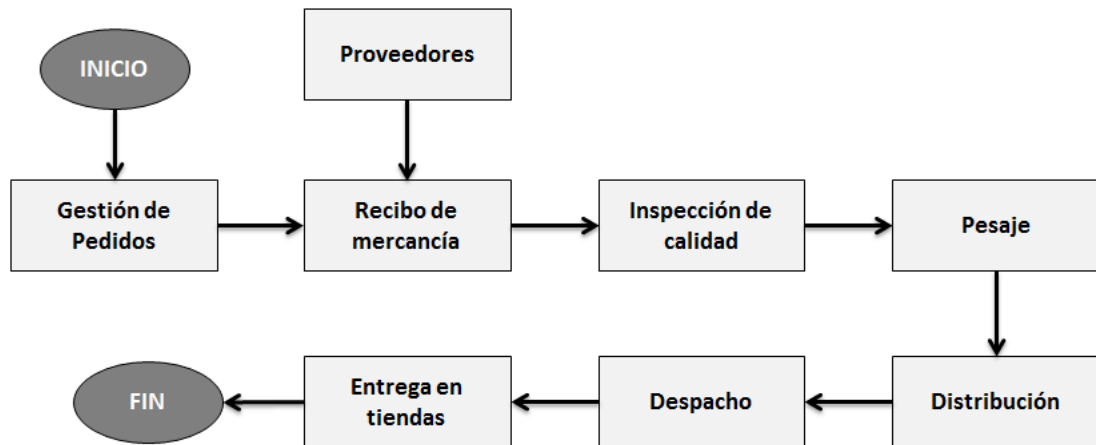 INICIO
Proveedores
Gestión de
Pedidos
Recibo de
mercancía
Inspección de
calidad
Pesaje
FIN
Entrega en
tiendas
Despacho
Distribución